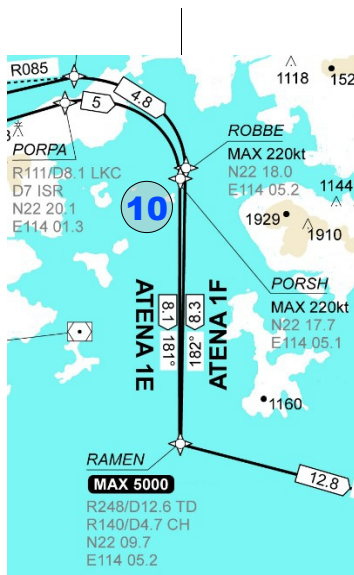 R085
1118
152
5
4.8
PORPA
R111/D8.1 LKC
D7 ISR
N22 20.1
E114 01.3
ROBBE
MAX 220kt
N22 18.0
E114 05.2
1144
10
1929
1910
PORSH
MAX 220kt
N22 17.7
E114 05.1
ATENA 1E
8.1
181°
8.3
182°
ATENA 1F
1160
RAMEN
MAX 5000
R248/D12.6 TD
R140/D4.7 CH
N22 09.7
E114 05.2
12.8